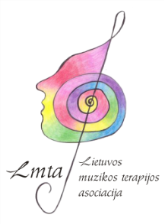 Lmta
Lietuvos
muzikos terapijos
asociacija